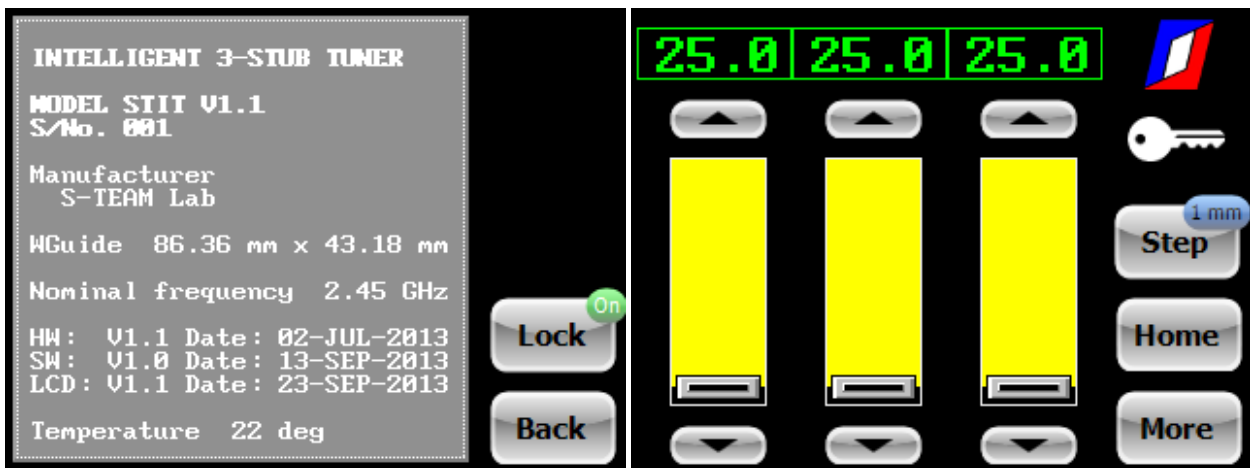 INTELLIGENT 3-STUB TUNER
MODEL STIT V1.1
S/No. 001
Manufacturer
S-TEAM Lab
WGuide 86.36 mm x 43.18 mm
Nominal frequency 2.45 GHz
HW: V1.1 Date: 02-JUL-2013
SW: V1.0 Date: 13-SEP-2013
LCD: V1.1 Date: 23-SEP-2013
Temperature 22 deg
On
Lock
Back
25.0 25.0 25.0
1 mm
Step
Home
More